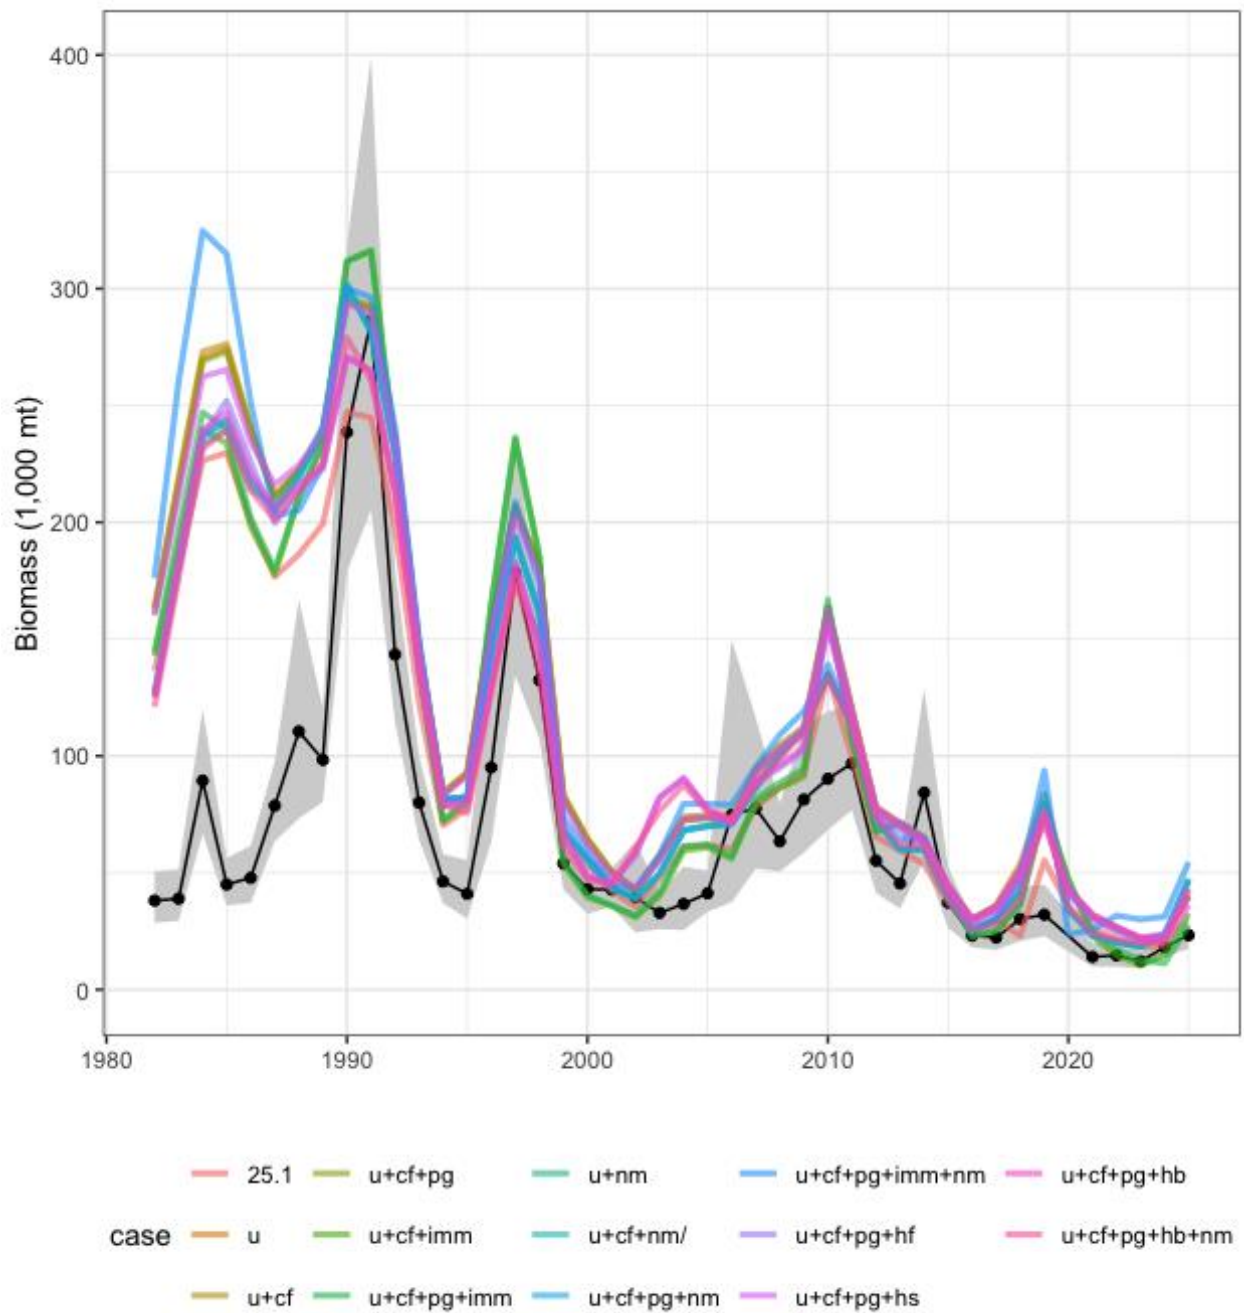 400
300
200
100
0
Biomass (1,000 mt)
1980 1990 2000 2010 2020
25.1 u+cf+pg u+nm u+cf+pg+imm+nm u+cf+pg+hb
case u u+cf+imm u+cf+nm/ u+cf+pg+hf u+cf+pg+hb+nm
u+cf u+cf+pg+imm u+cf+pg+nm u+cf+pg+hs